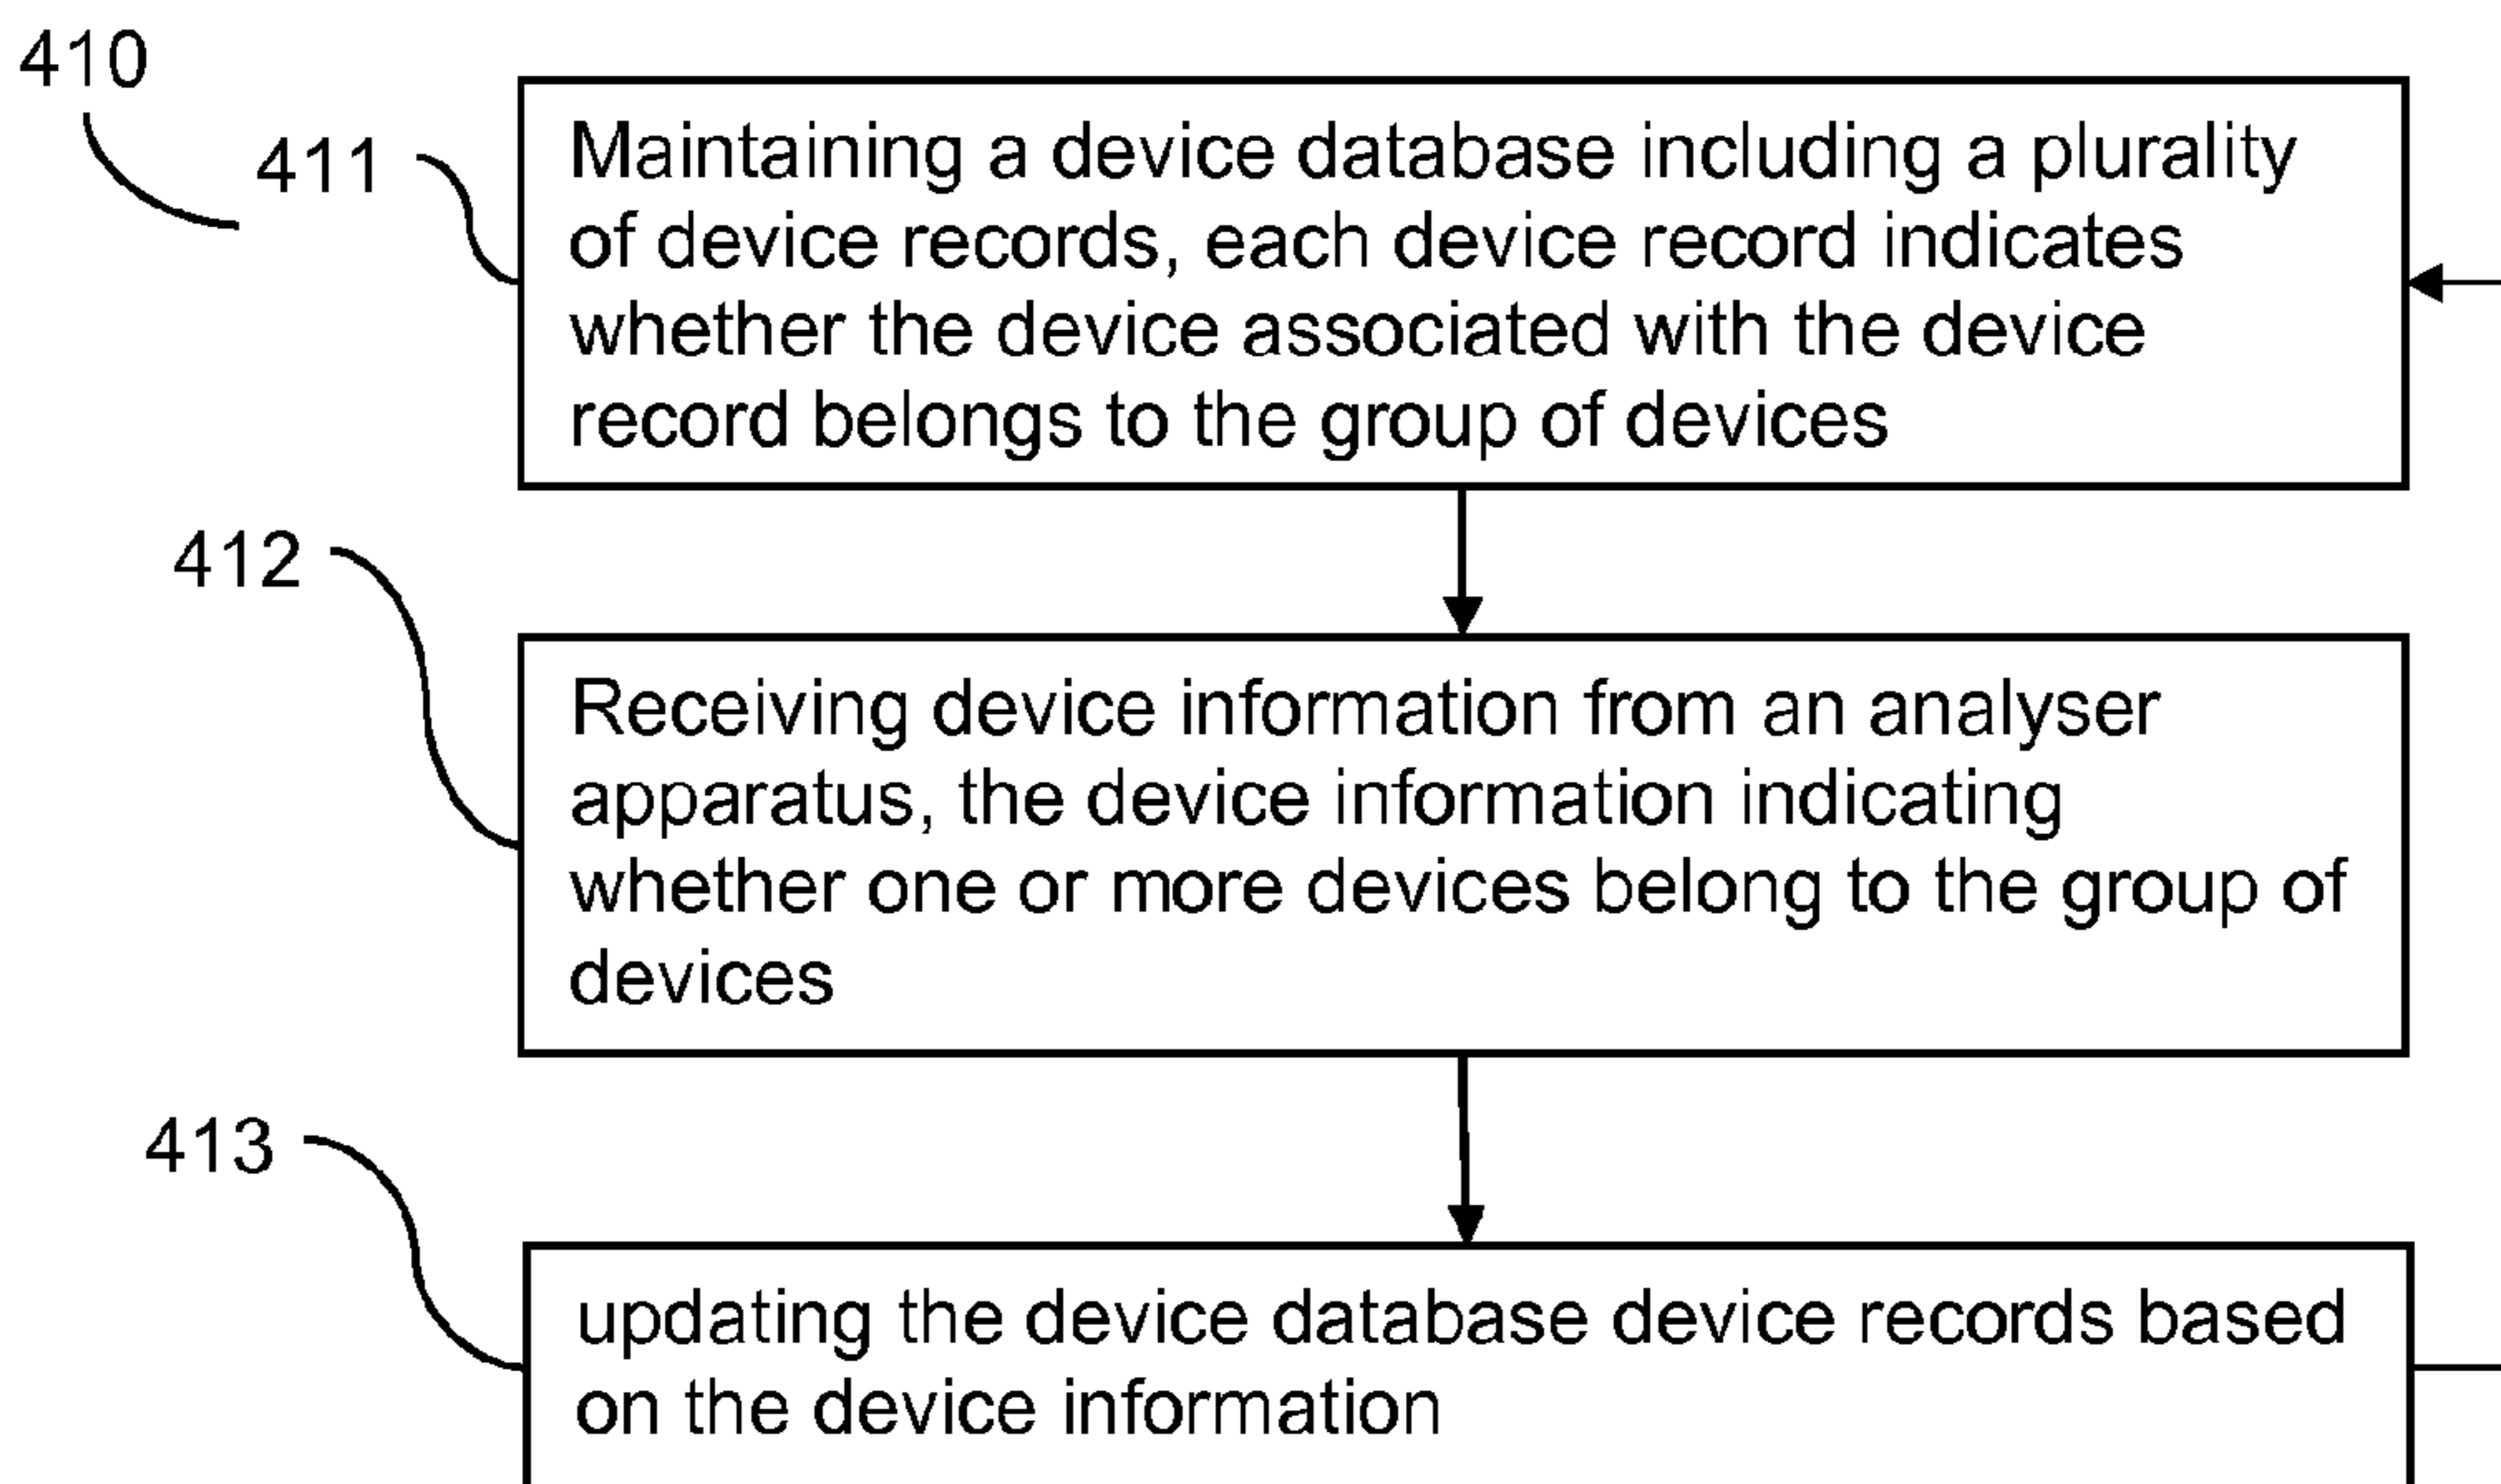 410
411
Maintaining a device database including a plurality
of device records, each device record indicates
whether the device associated with the device
record belongs to the group of devices
412
Receiving device information from an analyser
apparatus, the device information indicating
whether one or more devices belong to the group of
devices
413
updating the device database device records based
on the device information